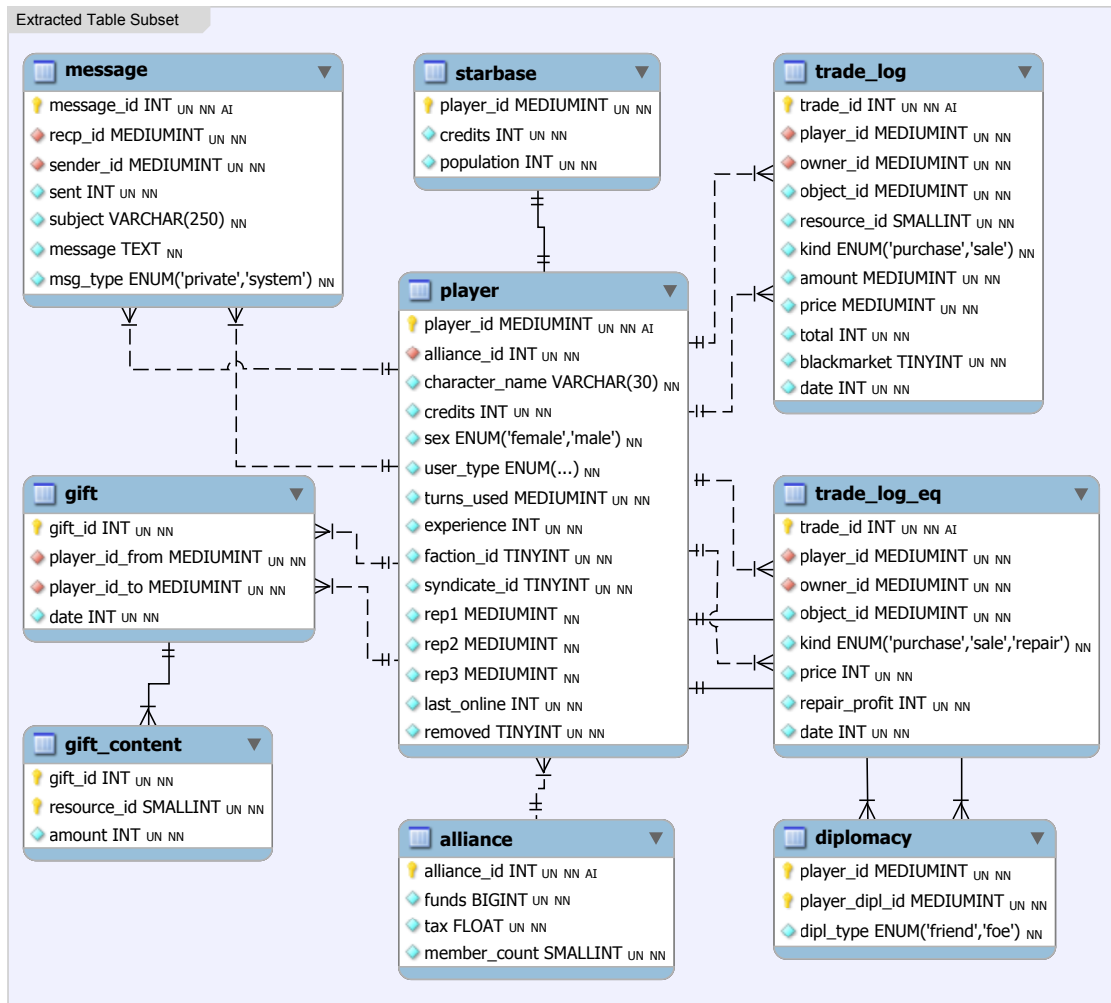 Extracted Table Subset
message
message_id INT UN NN AI
recp_id MEDIUMINT UN NN
sender_id MEDIUMINT UN NN
sent INT UN NN
subject VARCHAR(250) NN
message TEXT NN
msg_type ENUM('private','system') NN
starbase
player_id MEDIUMINT UN NN
credits INT UN NN
population INT UN NN
trade_log
trade_id INT UN NN AI
player_id MEDIUMINT UN NN
owner_id MEDIUMINT UN NN
object_id MEDIUMINT UN NN
resource_id SMALLINT UN NN
kind ENUM('purchase','sale') NN
amount MEDIUMINT UN NN
price MEDIUMINT UN NN
total INT UN NN
blackmarket TINYINT UN NN
date INT UN NN
player
player_id MEDIUMINT UN NN AI
alliance_id INT UN NN
character_name VARCHAR(30) NN
credits INT UN NN
sex ENUM('female','male') NN
user_type ENUM(...) NN
turns_used MEDIUMINT UN NN
experience INT UN NN
faction_id TINYINT UN NN
syndicate_id TINYINT UN NN
rep1 MEDIUMINT NN
rep2 MEDIUMINT NN
rep3 MEDIUMINT NN
last_online INT UN NN
removed TINYINT UN NN
gift
gift_id INT UN NN
player_id_from MEDIUMINT UN NN
player_id_to MEDIUMINT UN NN
date INT UN NN
trade_log_eq
trade_id INT UN NN AI
player_id MEDIUMINT UN NN
owner_id MEDIUMINT UN NN
object_id MEDIUMINT UN NN
kind ENUM('purchase','sale','repair') NN
price INT UN NN
repair_profit INT UN NN
date INT UN NN
gift_content
gift_id INT UN NN
resource_id SMALLINT UN NN
amount INT UN NN
alliance
alliance_id INT UN NN AI
funds BIGINT UN NN
tax FLOAT UN NN
member_count SMALLINT UN NN
diplomacy
player_id MEDIUMINT UN NN
player_dipl_id MEDIUMINT UN NN
dipl_type ENUM('friend','foe') NN